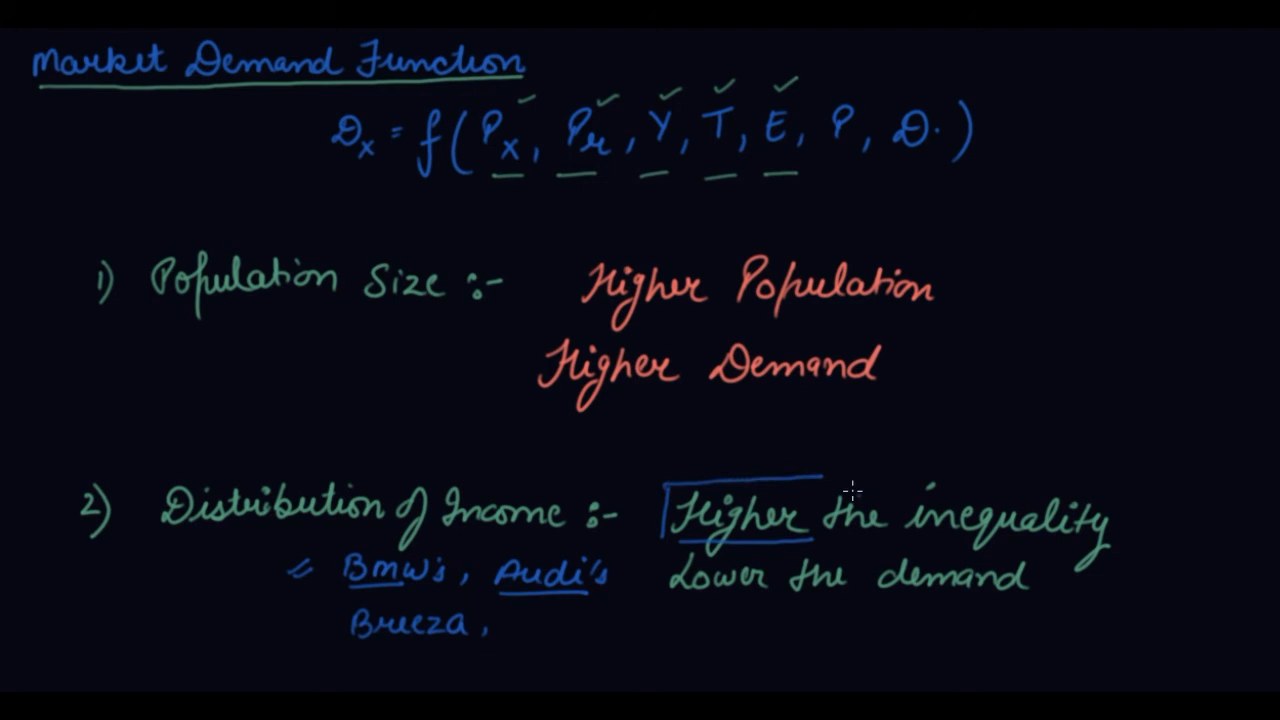 Market Demand Function
Dx = f(Px, Pr, Y, T, E, P, D.)
1) Population Size :- Higher Population
Higher Demand
2) Distribution of Income :- Higher the inequality
Bmw's, Audi's Lower the demand
Breeza,